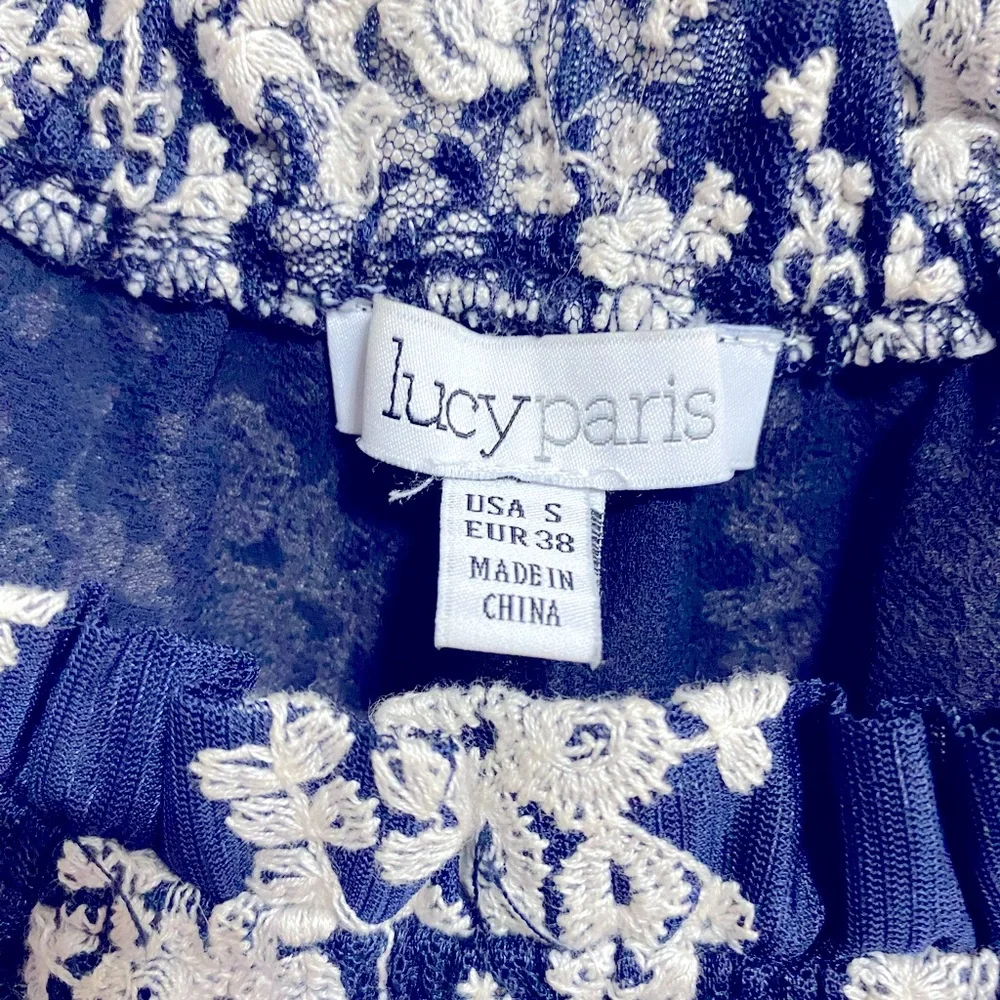 lucyparis
USA S
EUR 38
MADE IN
CHINA